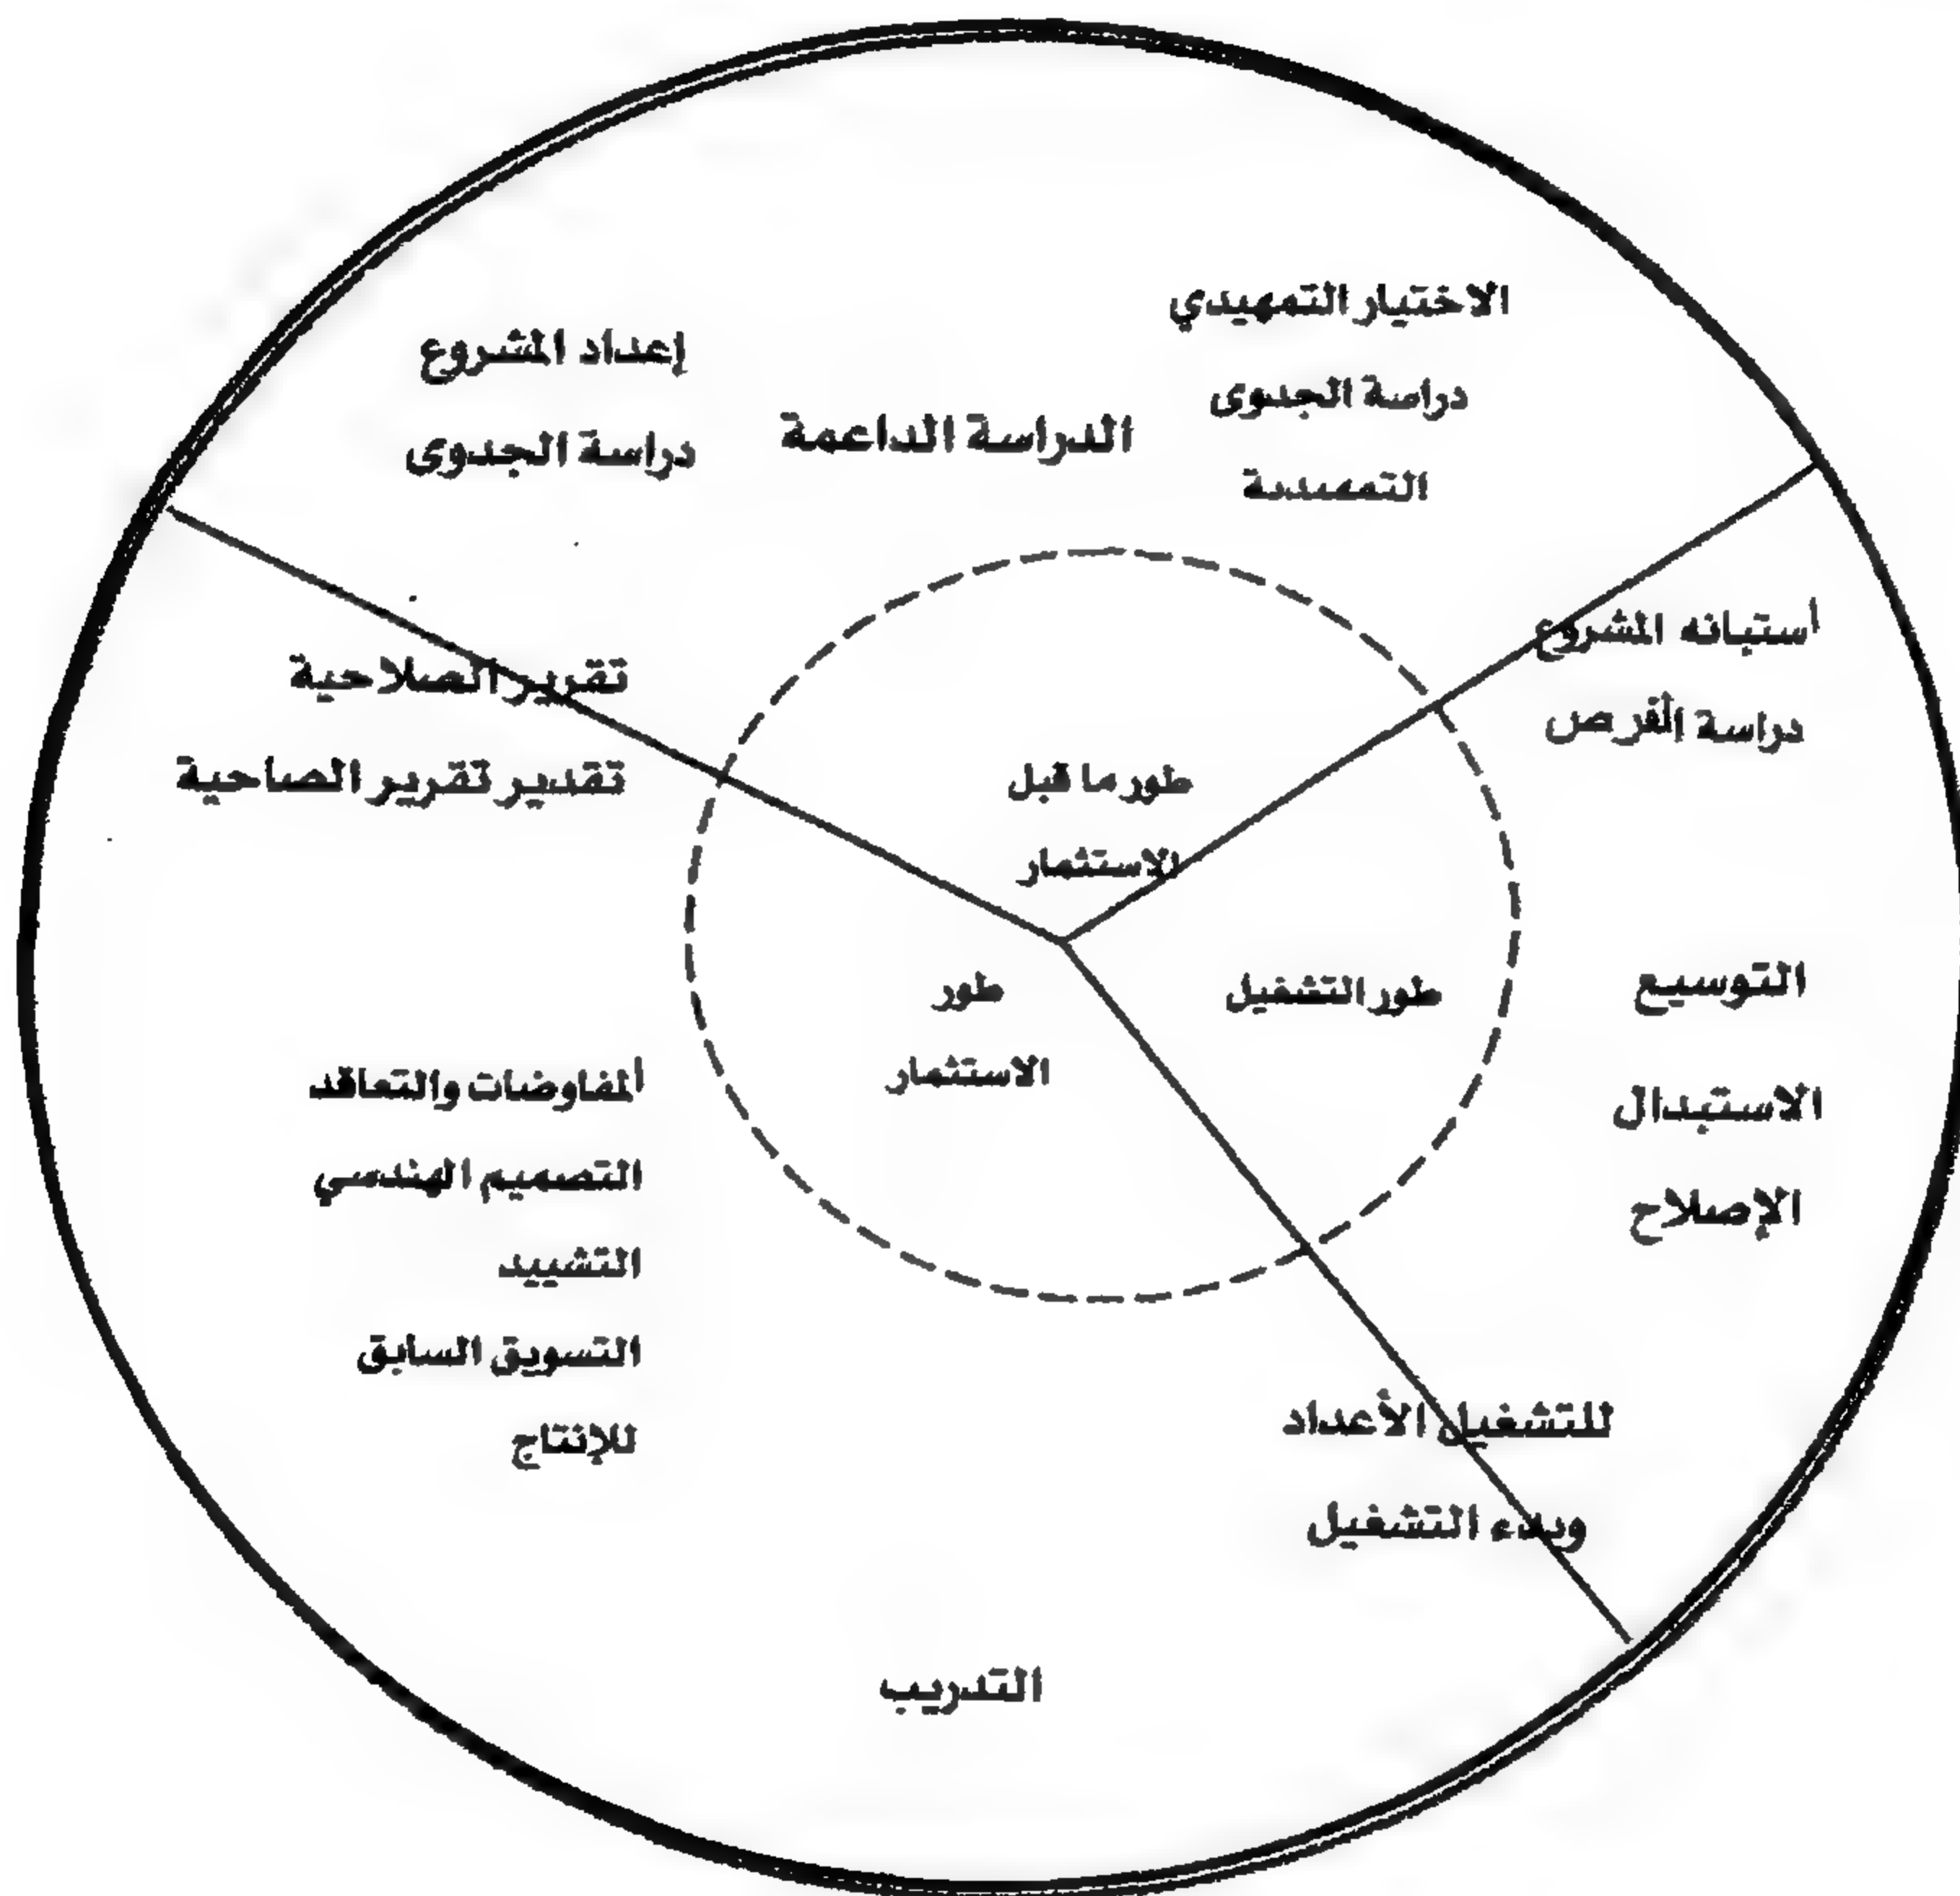 الاختيار التمهيدي
دراسة الجدوى
التمهيدية
الدراسة الداعمة
إعداد المشروع
دراسة الجدوى
أستبانه المشروع
دراسة الفرص
تقرير الصلاحية
تقدير تقرير الصاحية
طور ما قبل
الاستثمار
طور التشغيل
طور
الاستثمار
التوسيع
الاستبدال
الإصلاح
المفاوضات والتعاقد
التصميم الهندسي
التشييد
التسويق السابق
للإنتاج
للتشغيل الأعداد
وبدء التشغيل
التدريب